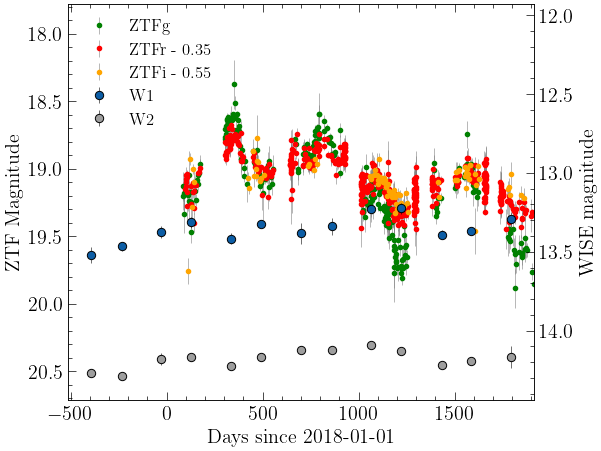 ZTFg
ZTFr - 0.35
ZTFi - 0.55
W1
W2
18.0
18.5
19.0
19.5
20.0
20.5
ZTF Magnitude
12.0
12.5
13.0
13.5
14.0
WISE magnitude
−500
0
500
1000
1500
Days since 2018-01-01